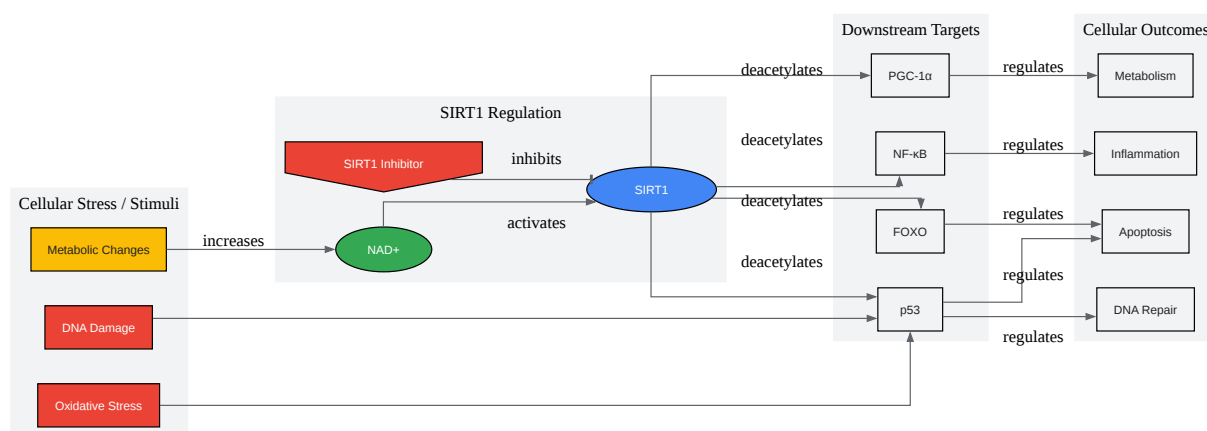 Downstream Targets
Cellular Outcomes
deacetylates
PGC-1α
regulates
Metabolism
SIRT1 Regulation
deacetylates
NF-κB
regulates
Inflammation
SIRT1 Inhibitor
inhibits
SIRT1
Cellular Stress / Stimuli
deacetylates
FOXO
regulates
Apoptosis
Metabolic Changes
increases
NAD+
activates
deacetylates
regulates
DNA Damage
p53
DNA Repair
regulates
Oxidative Stress